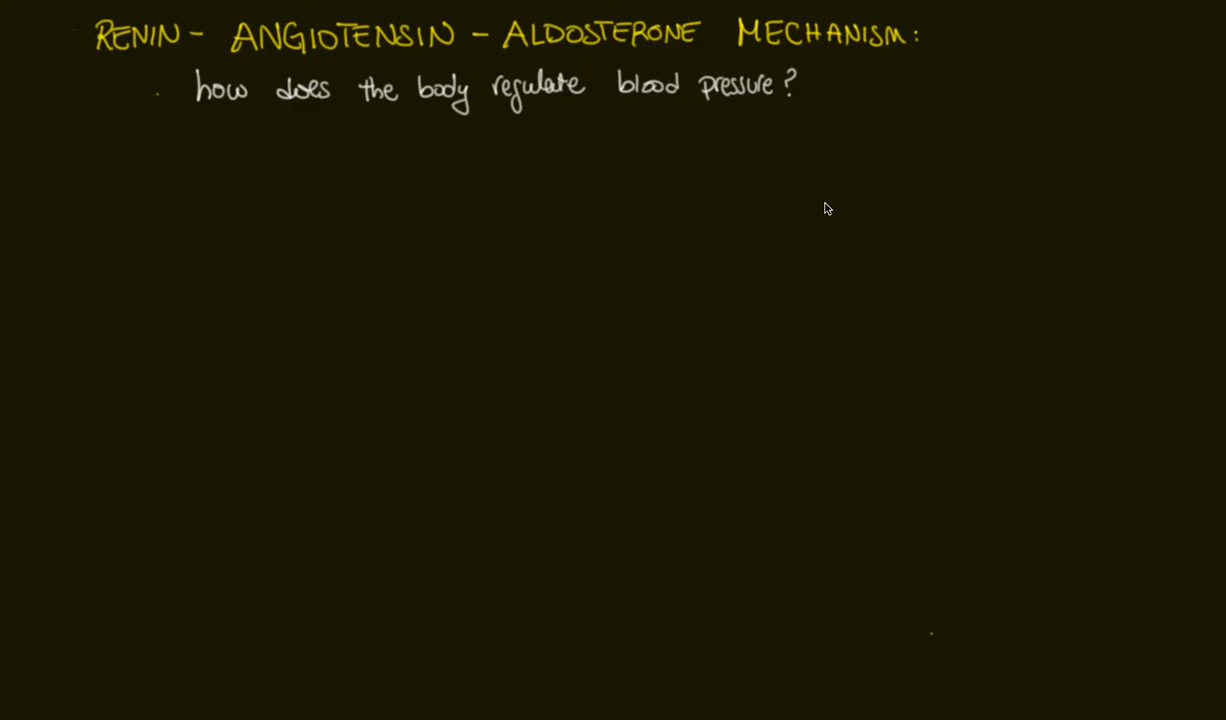 RENIN - ANGIOTENSIN - ALDOSTERONE MECHANISM:
how does the body regulate blood pressure?